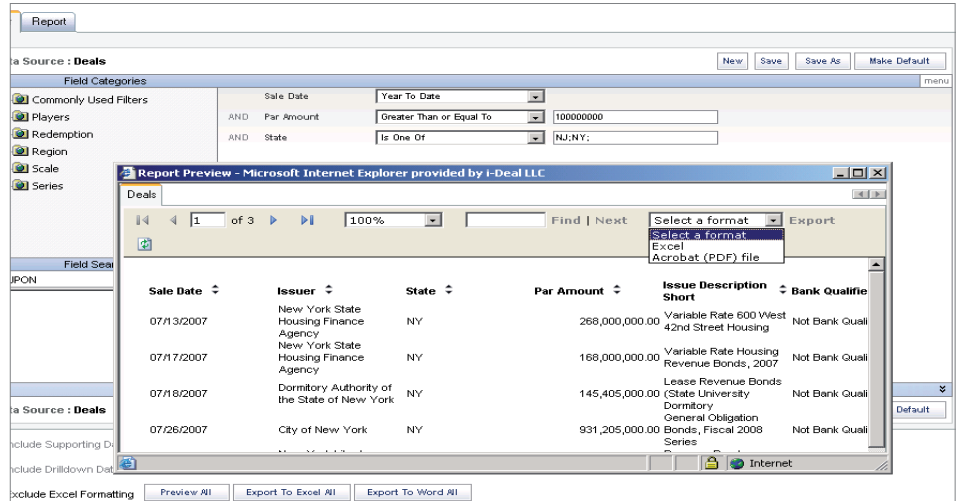 Report
ta Source : Deals
New Save Save As Make Default
Field Categories
menu
Commonly Used Filters
Players
Redemption
Region
Scale
Series
Sale Date Year To Date
AND Par Amount Greater Than or Equal To 100000000
AND State Is One Of NJ;NY;
Field Sea
JPON
Report Preview - Microsoft Internet Explorer provided by i-Deal LLC
Deals
1 of 3 100% Find | Next Select a format Export
Select a format
Excel
Acrobat (PDF) file
Sale Date Issuer State Par Amount Issue Description Short Bank Qualifie
07/13/2007 New York State Housing Finance Agency NY 268,000,000.00 Variable Rate 600 West 42nd Street Housing Not Bank Quali
07/17/2007 New York State Housing Finance Agency NY 168,000,000.00 Variable Rate Housing Revenue Bonds, 2007 Not Bank Quali
07/18/2007 Dormitory Authority of the State of New York NY 145,405,000.00 Lease Revenue Bonds (State University Dormitory Not Bank Quali
07/26/2007 City of New York NY 931,205,000.00 General Obligation Bonds, Fiscal 2008 Series Not Bank Quali
Internet
ta Source : Deals
Default
nclude Supporting D
nclude Drilldown Dat
xclude Excel Formatting Preview All Export To Excel All Export To Word All